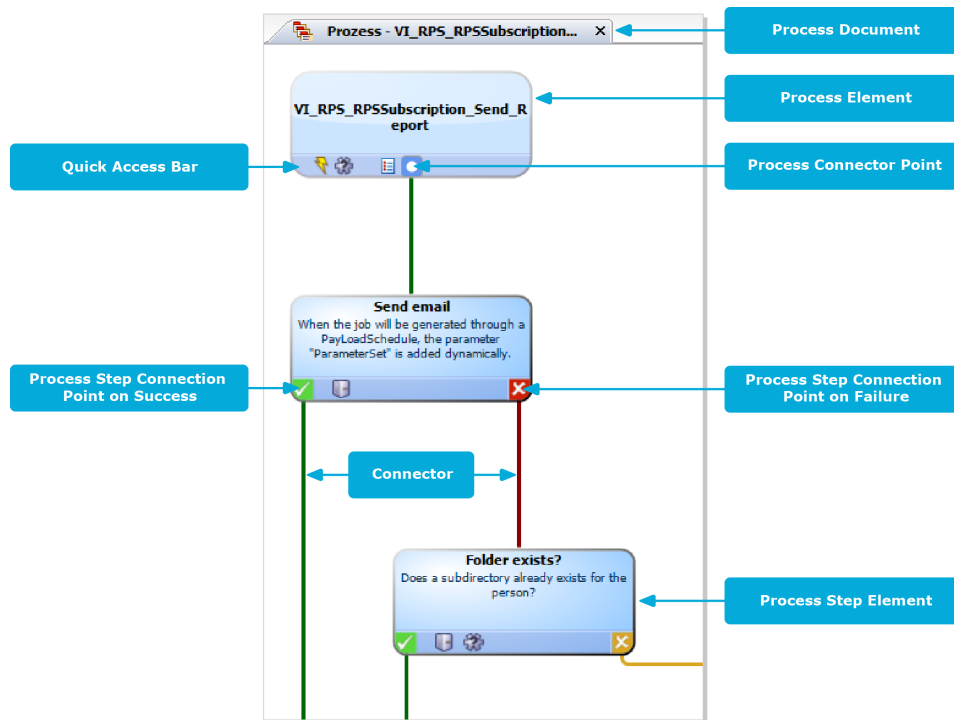 Prozess - VI_RPS_RPSSubscription...
Process Document
Process Element
VI_RPS_RPSSubscription_Send_R
eport
Quick Access Bar
Process Connector Point
Send email
When the job will be generated through a
PayLoadSchedule, the parameter
"ParameterSet" is added dynamically.
Process Step Connection
Point on Success
Process Step Connection
Point on Failure
Connector
Folder exists?
Does a subdirectory already exists for the
person?
Process Step Element